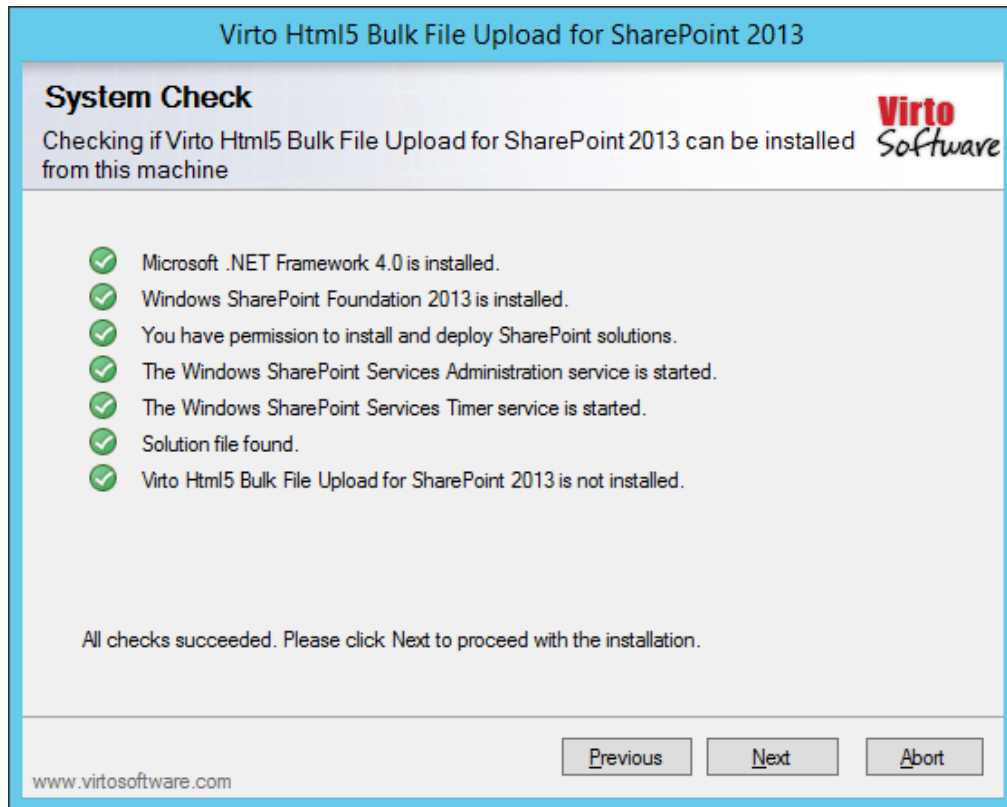 Virto Html5 Bulk File Upload for SharePoint 2013
System Check
Checking if Virto Html5 Bulk File Upload for SharePoint 2013 can be installed
from this machine
Virto
Software
Microsoft .NET Framework 4.0 is installed.
Windows SharePoint Foundation 2013 is installed.
You have permission to install and deploy SharePoint solutions.
The Windows SharePoint Services Administration service is started.
The Windows SharePoint Services Timer service is started.
Solution file found.
Virto Html5 Bulk File Upload for SharePoint 2013 is not installed.
All checks succeeded. Please click Next to proceed with the installation.
Previous
Next
Abort
www.virtosoftware.com